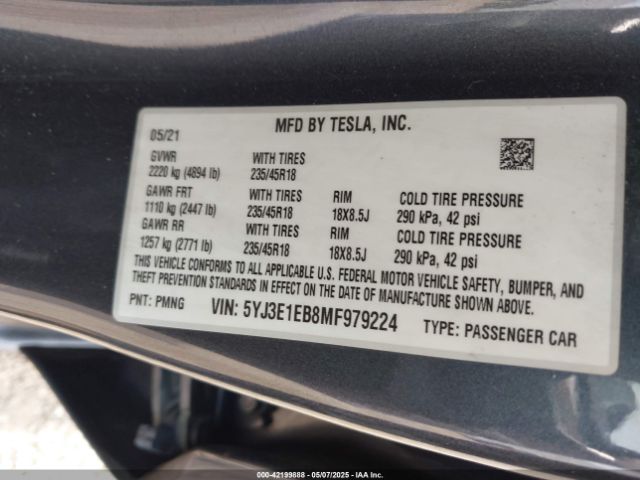 MFD BY TESLA, INC.
05/21
GVWR WITH TIRES
2220 kg (4894 lb) 235/45R18
GAWR FRT WITH TIRES RIM COLD TIRE PRESSURE
1110 kg (2447 lb) 235/45R18 18X8.5J 290 kPa, 42 psi
GAWR RR WITH TIRES RIM COLD TIRE PRESSURE
1257 kg (2771 lb) 235/45R18 18X8.5J 290 kPa, 42 psi
THIS VEHICLE CONFORMS TO ALL APPLICABLE U.S. FEDERAL MOTOR VEHICLE SAFETY, BUMPER, AND
THEFT PREVENTION STANDARDS IN EFFECT ON THE DATE OF MANUFACTURE SHOWN ABOVE.
PNT: PMNG VIN: 5YJ3E1EB8MF979224 TYPE: PASSENGER CAR
000-42199888 - 05/07/2025 - IAA, Inc.